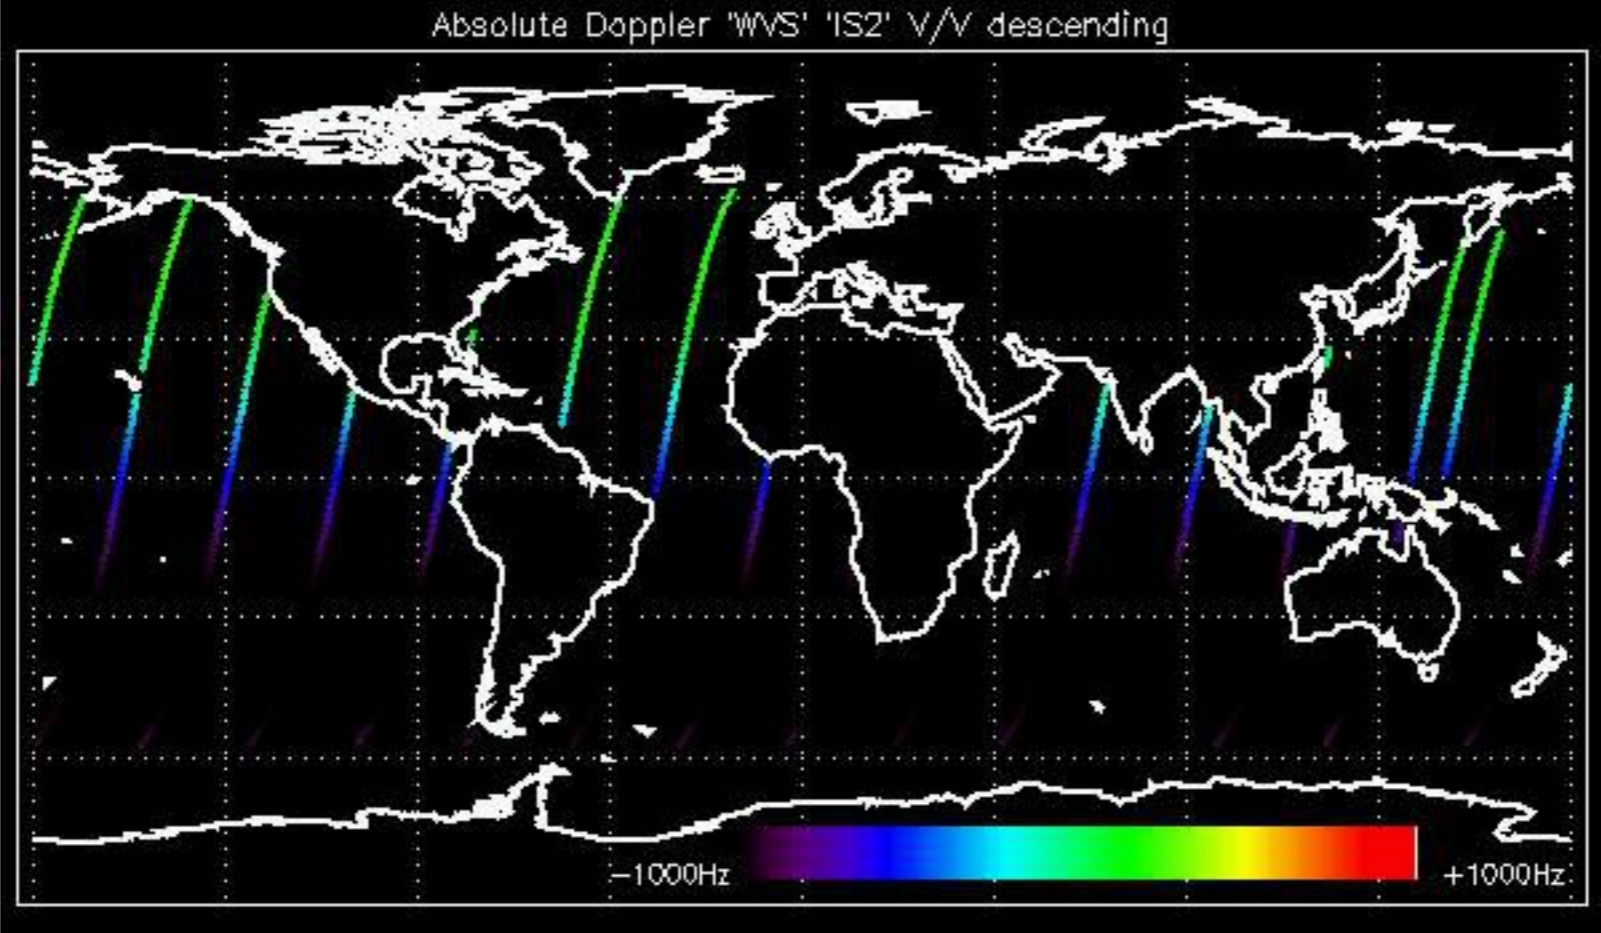 Absolute Doppler 'WVS' 'IS2' V/V descending
−1000Hz
+1000Hz